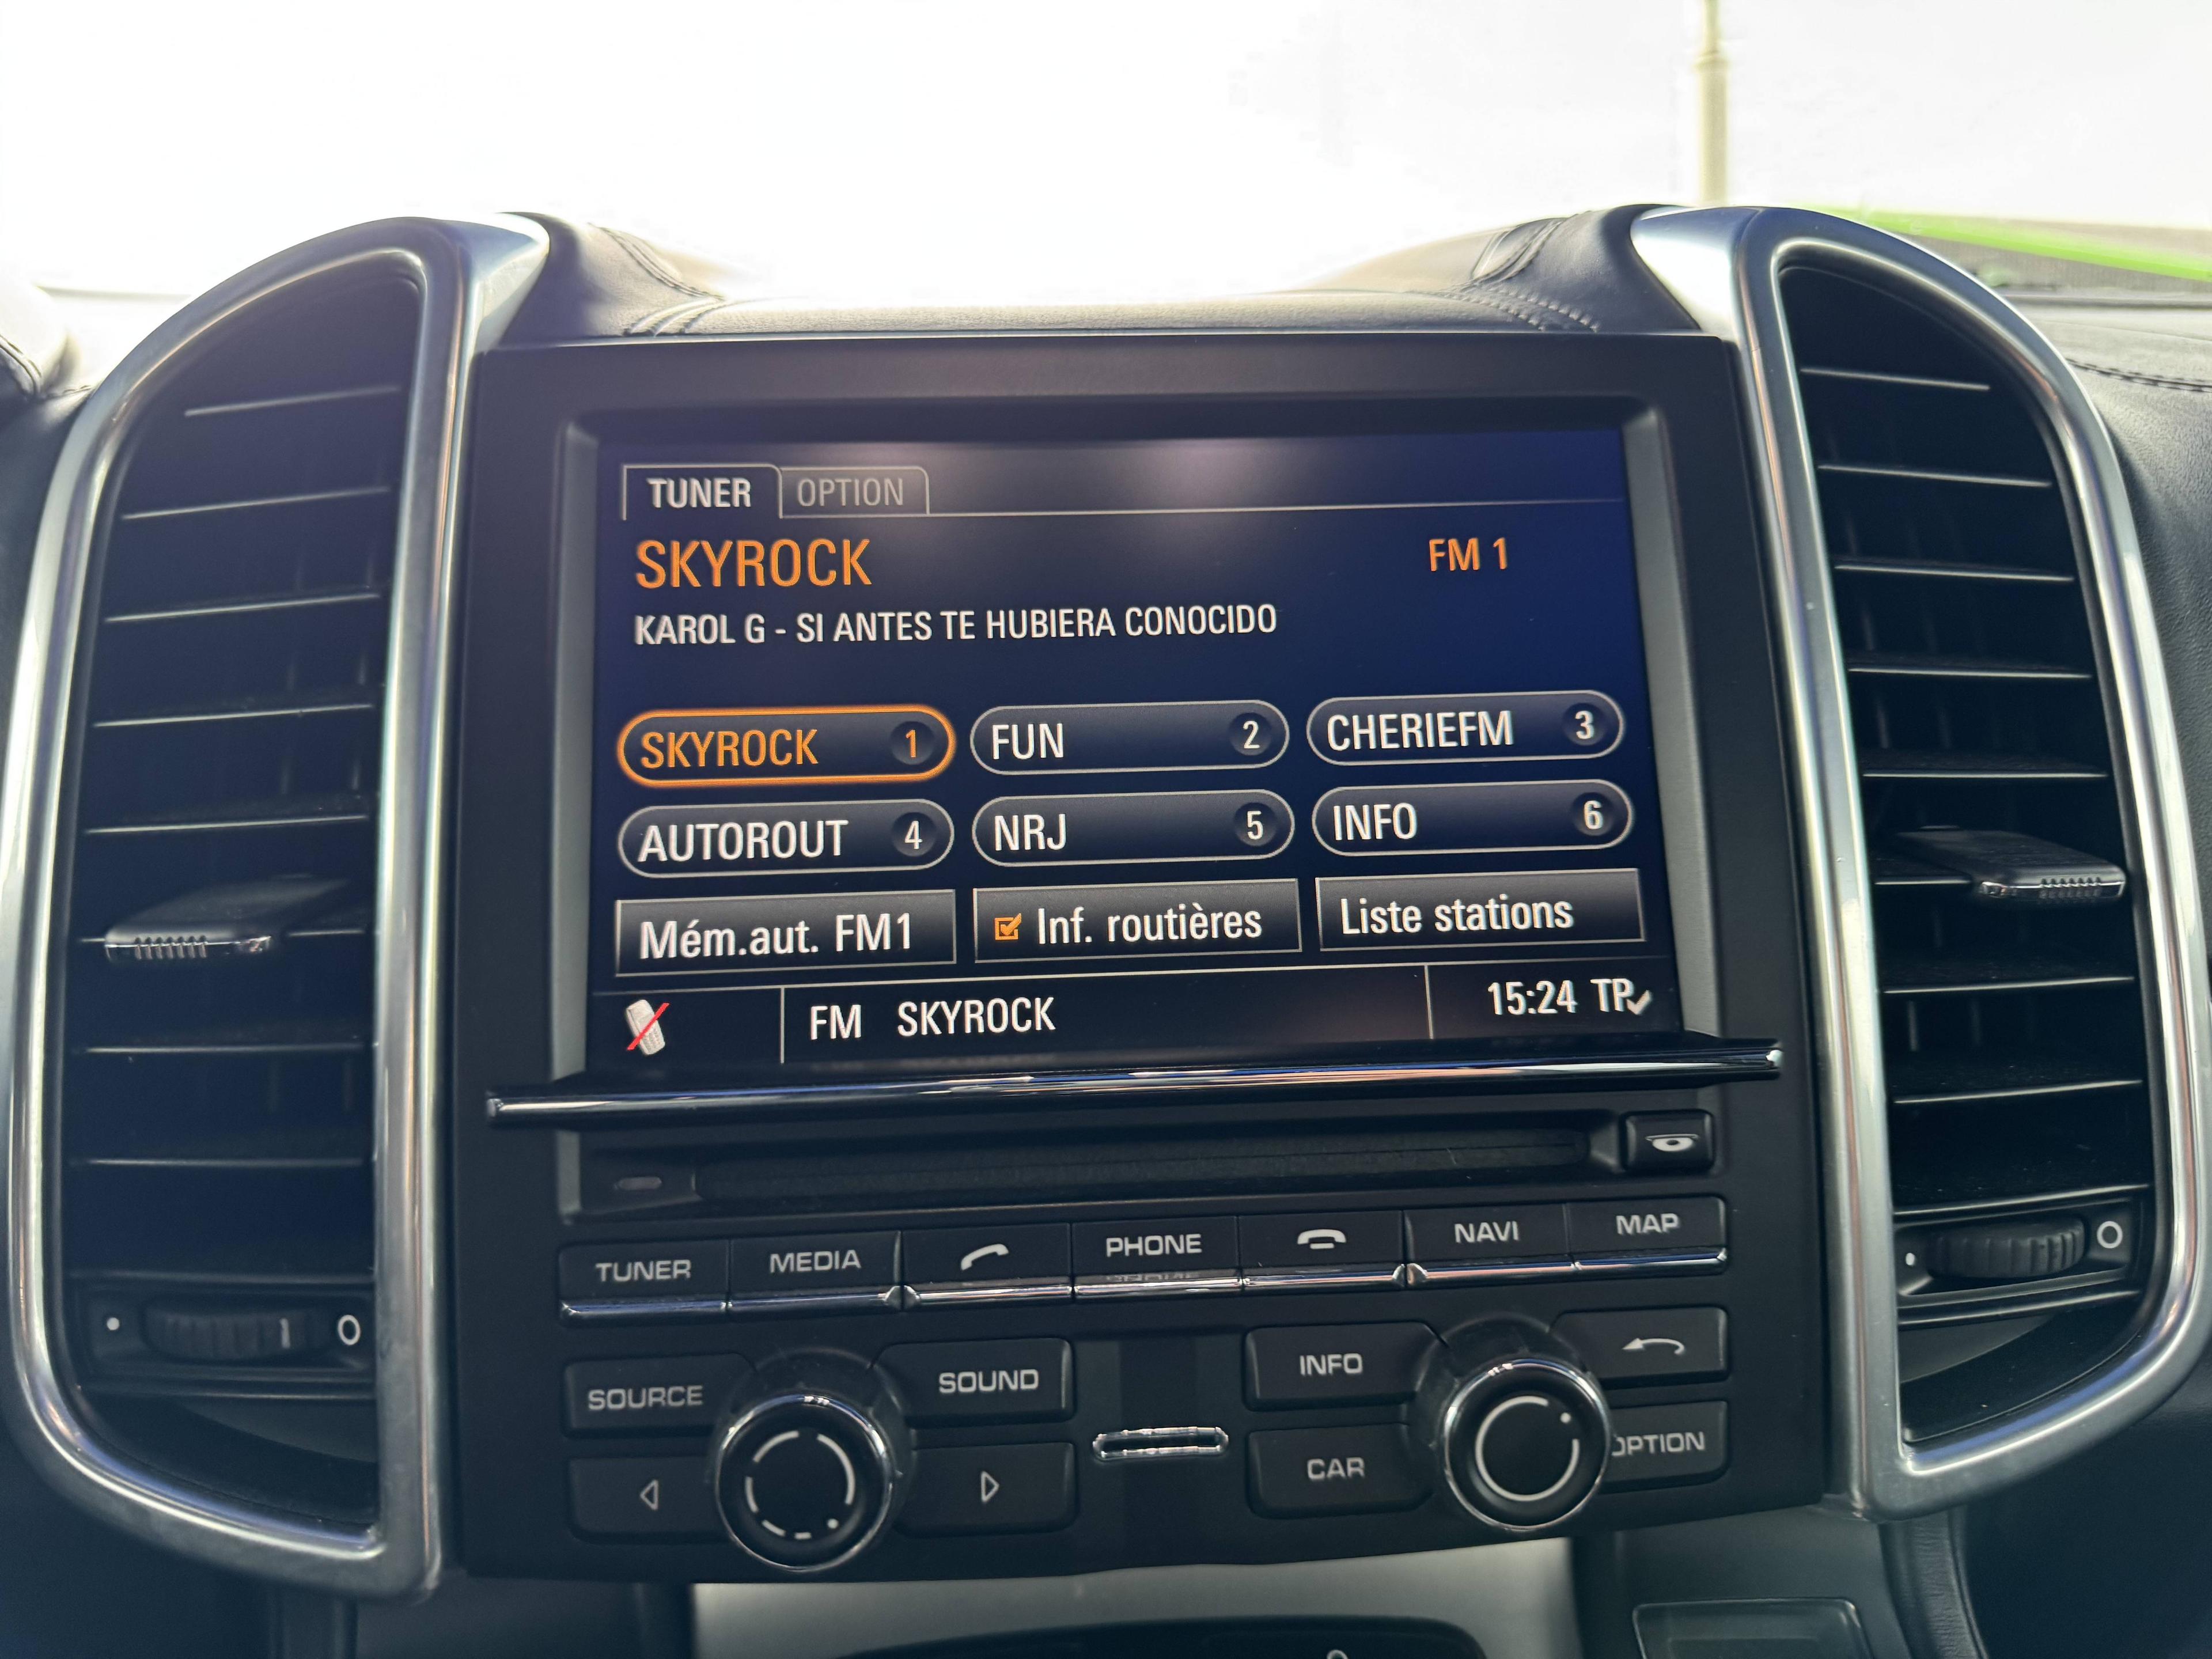 TUNER OPTION
SKYROCK FM 1
KAROL G - SI ANTES TE HUBIERA CONOCIDO
SKYROCK 1 FUN 2 CHERIEFM 3
AUTOROUT 4 NRJ 5 INFO 6
Mém.aut. FM1 Inf. routières Liste stations
FM SKYROCK 15:24 TP
TUNER MEDIA PHONE NAVI MAP
SOURCE SOUND INFO
CAR OPTION